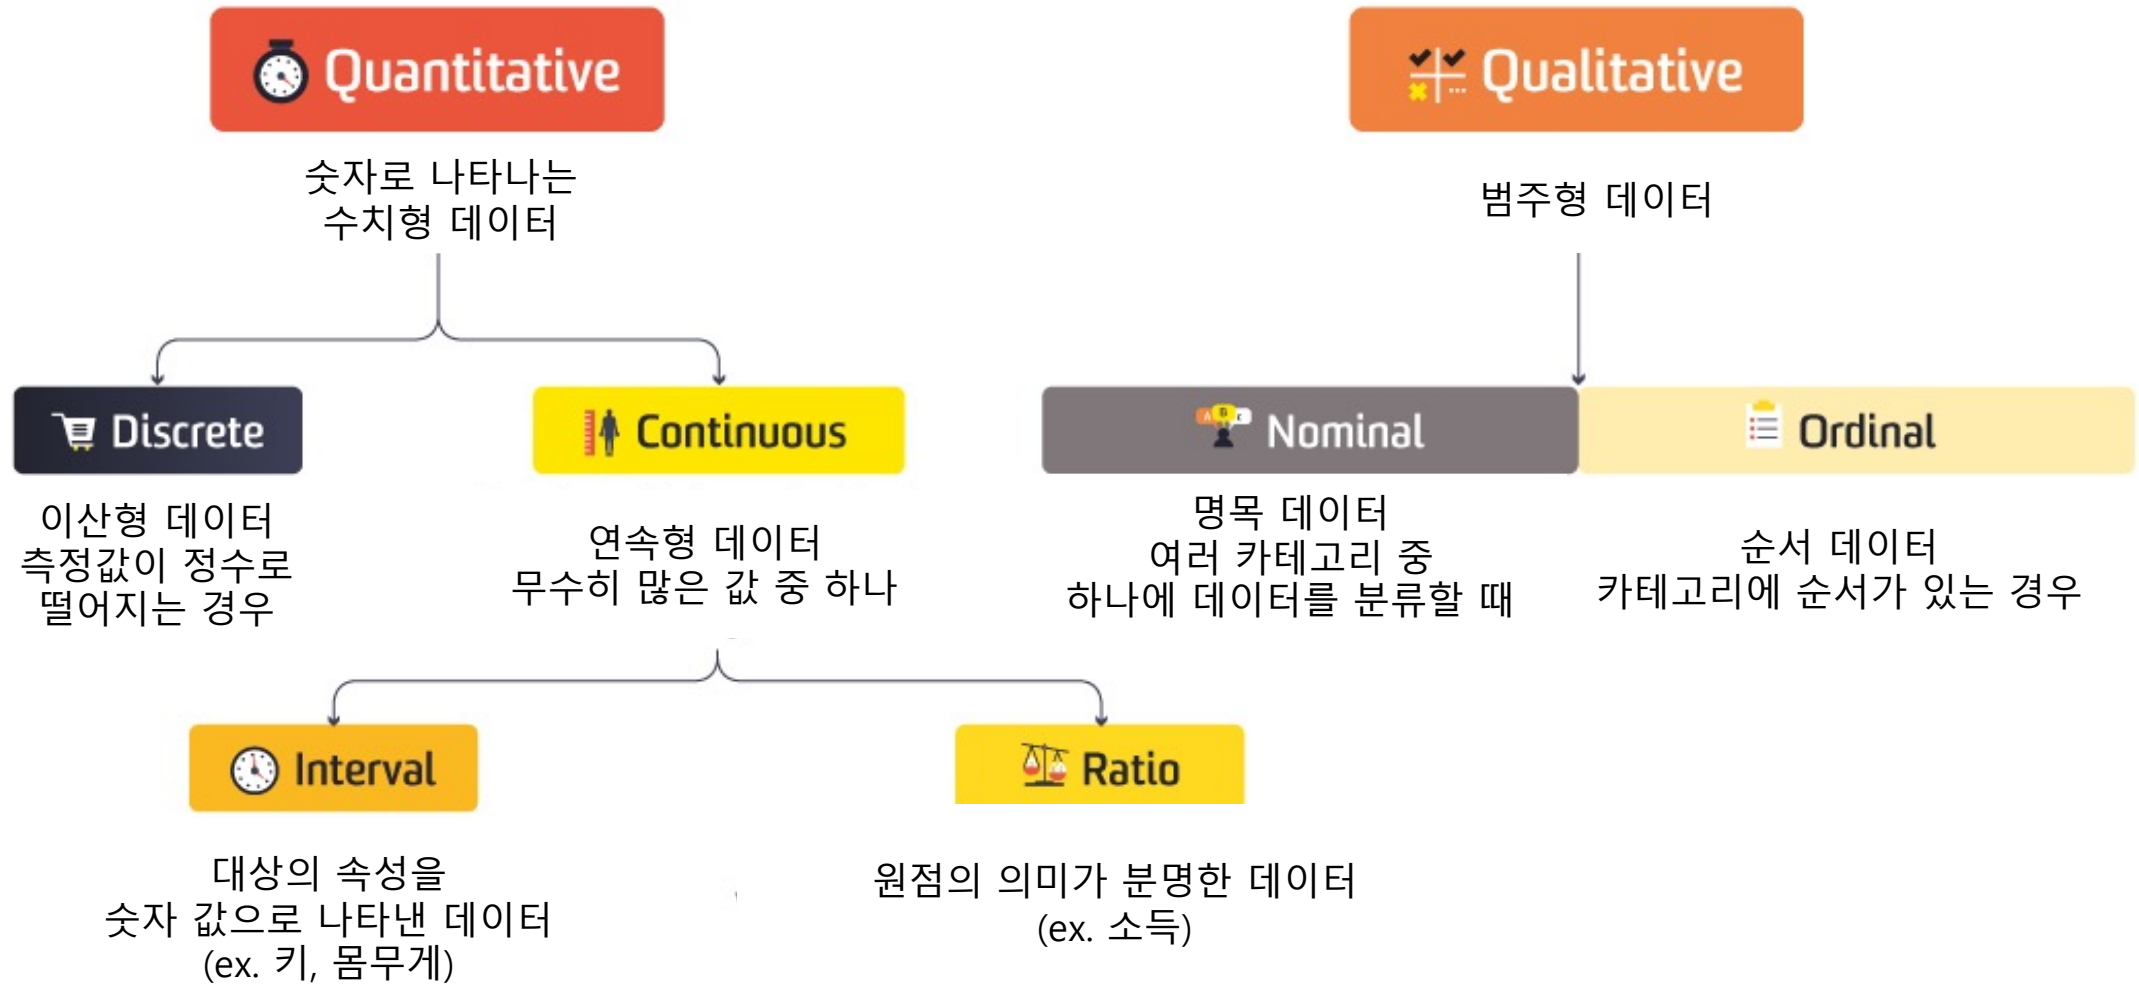 Quantitative
Qualitative
숫자로 나타나는
수치형 데이터
범주형 데이터
Discrete
Continuous
Nominal
Ordinal
이산형 데이터
측정값이 정수로
떨어지는 경우
연속형 데이터
무수히 많은 값 중 하나
명목 데이터
여러 카테고리 중
하나에 데이터를 분류할 때
순서 데이터
카테고리에 순서가 있는 경우
Interval
Ratio
대상의 속성을
숫자 값으로 나타낸 데이터
(ex. 키, 몸무게)
원점의 의미가 분명한 데이터
(ex. 소득)